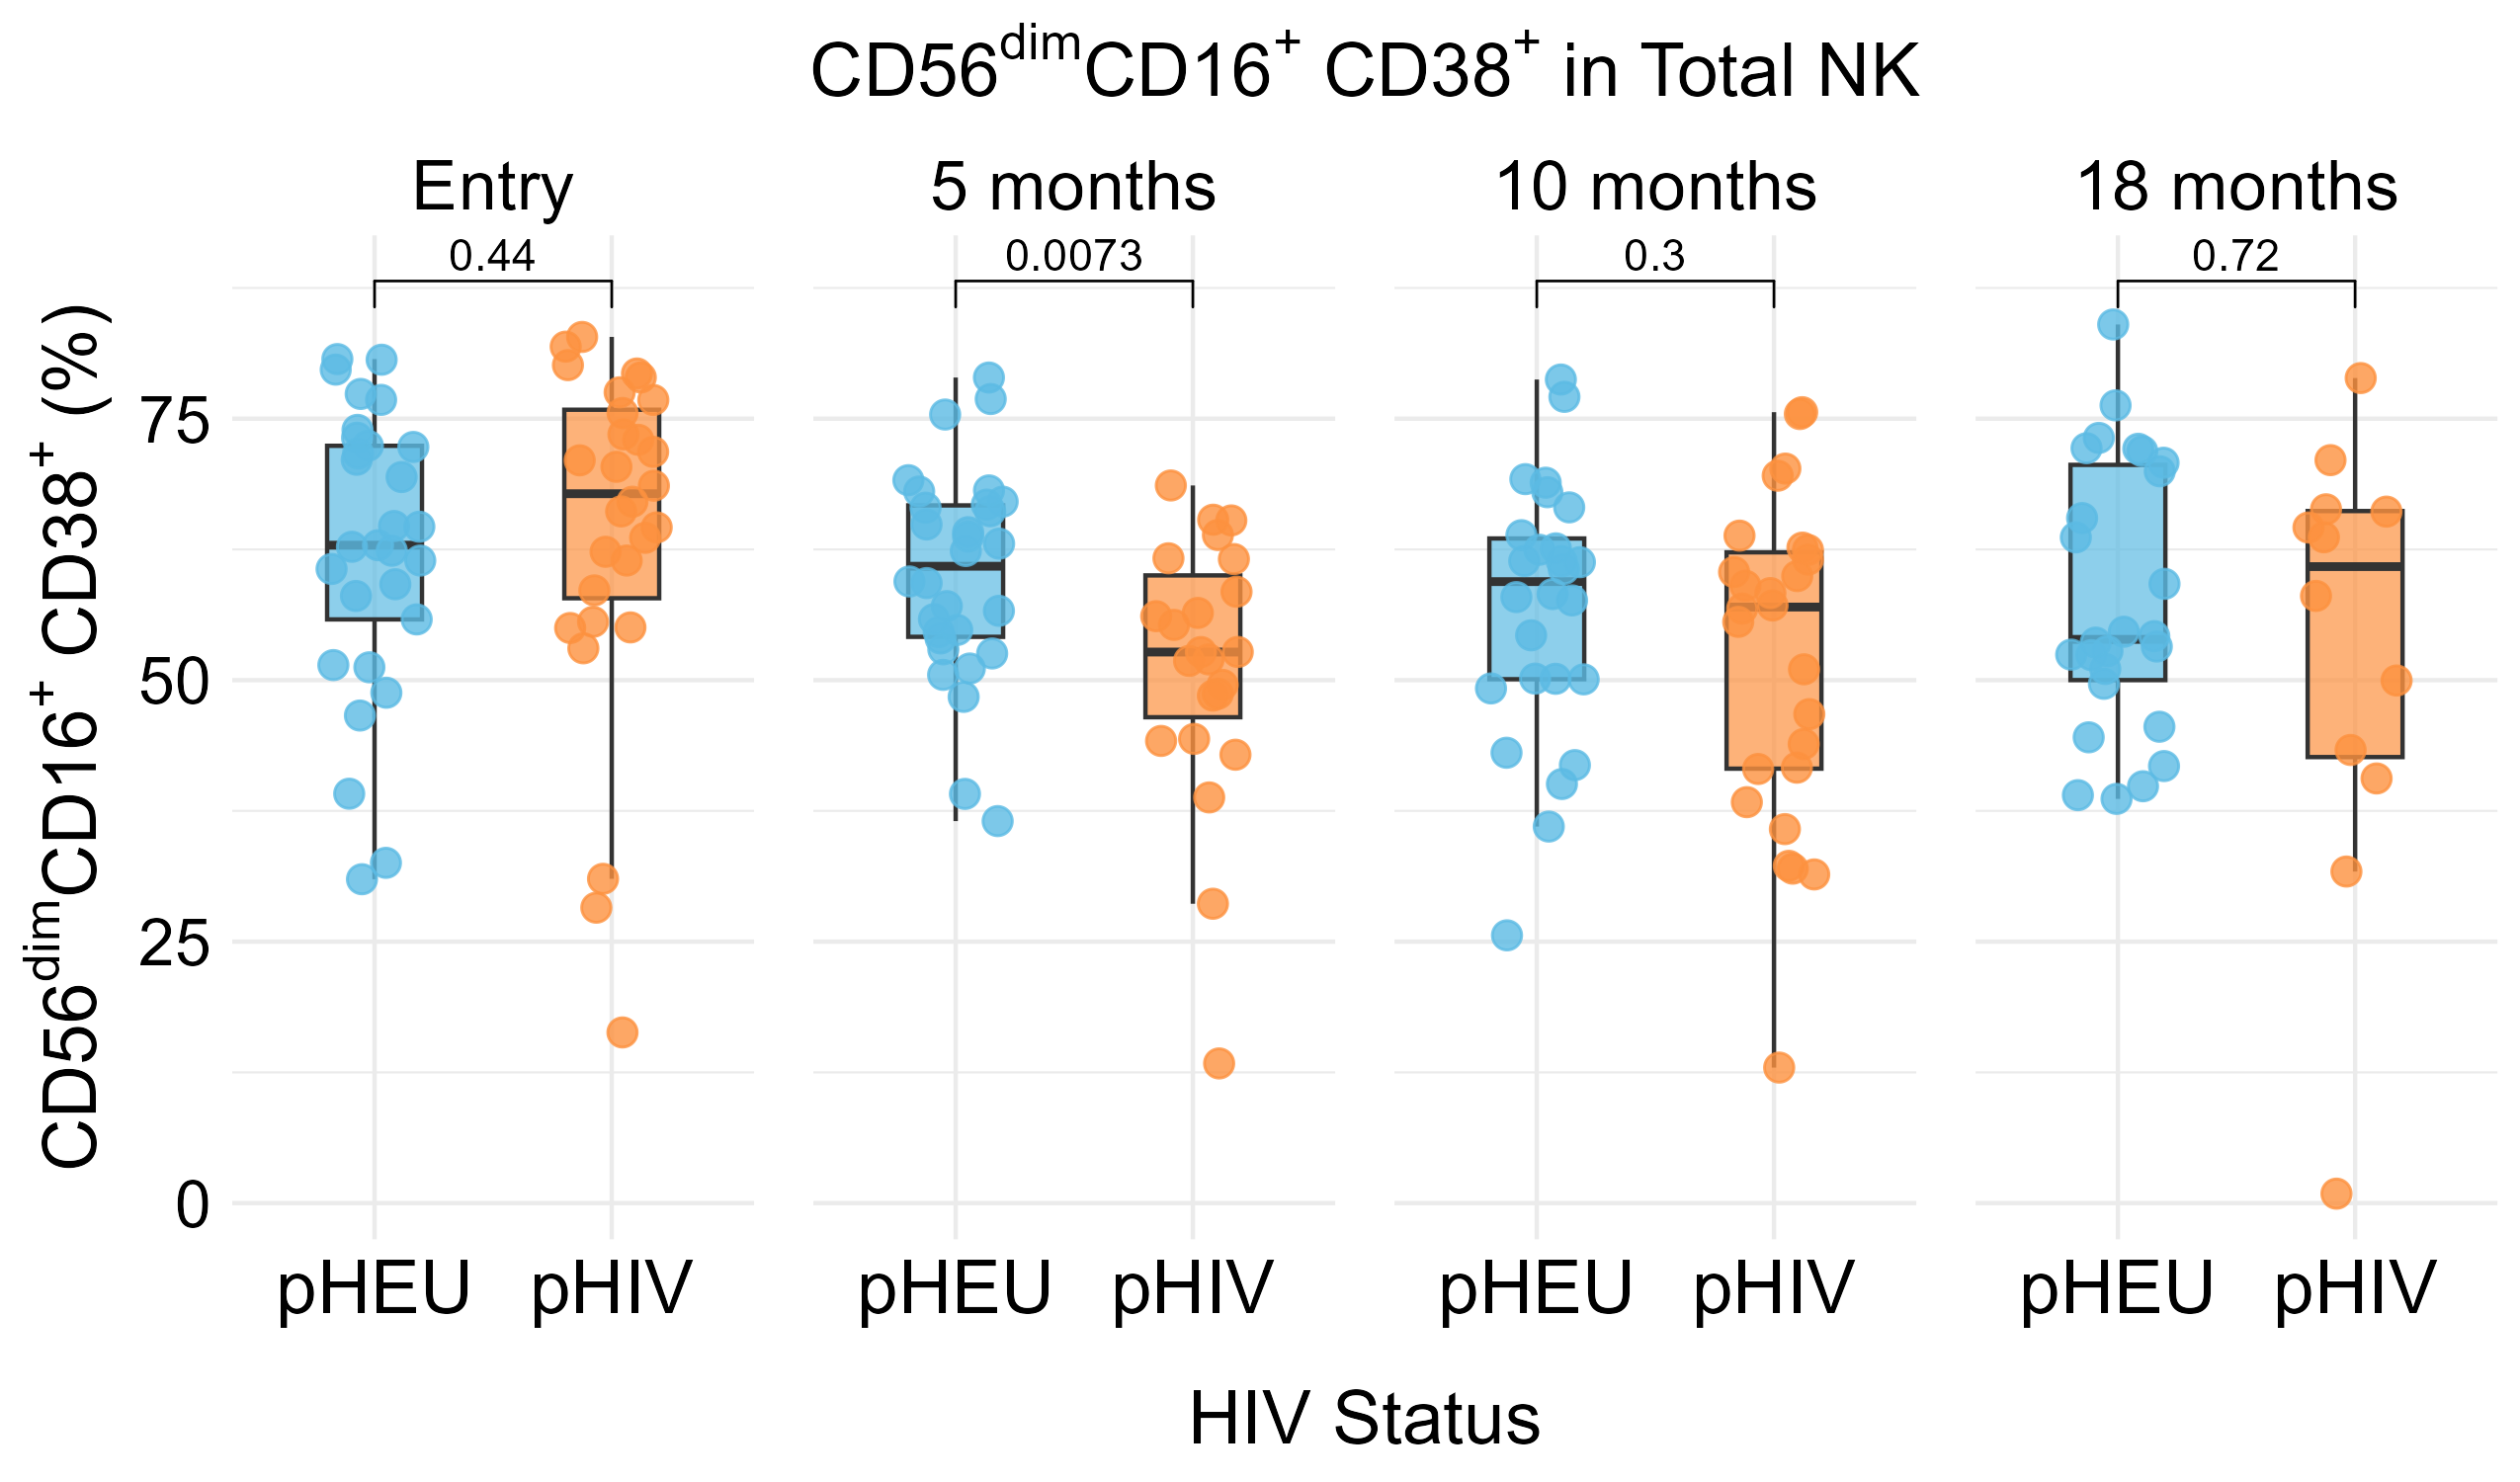 CD56dimCD16+ CD38+ in Total NK
Entry 5 months 10 months 18 months
0.44 0.0073 0.3 0.72
CD56dimCD16+ CD38+ (%)
75
50
25
0
pHEU pHIV pHEU pHIV pHEU pHIV pHEU pHIV
HIV Status